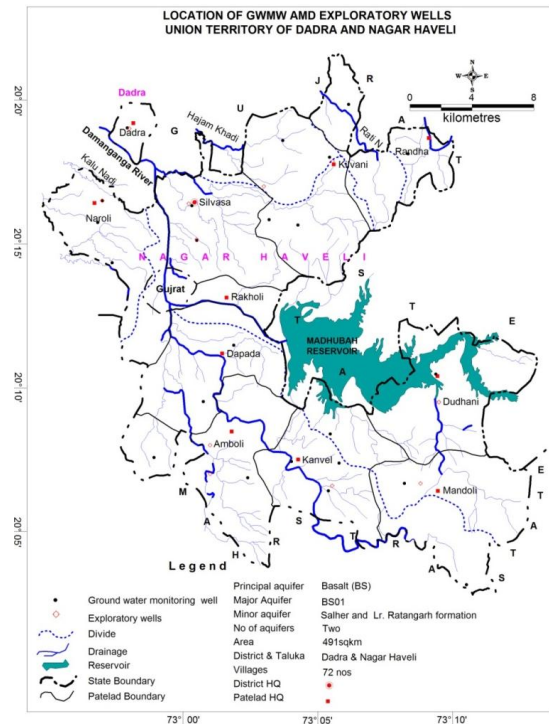 LOCATION OF GWMW AMD EXPLORATORY WELLS
UNION TERRITORY OF DADRA AND NAGAR HAVELI
N
W E
S
0 4 8
kilometres
20°20'
20°15'
20°10'
20°05'
G U J R A T
S T A T E
Dadra
Dadra
Hajam Khadi
Rati N
Randha
Damanganga River
Kalu Nadi
Kavani
Naroli
Silvasa
N A G A R H A V E L I
Gujrat
Rakholi
MADHUBAH
RESERVOIR
Dapada
Dudhani
Amboli
Kanvel
Mandoli
M A H R S T R A
S T A T E
Legend
Ground water monitoring well
Exploratory wells
Divide
Drainage
Reservoir
State Boundary
Patelad Boundary
Principal aquifer Basalt (BS)
Major Aquifer BS01
Minor aquifer Salher and Lr. Ratangarh formation
No of aquifers Two
Area 491sqkm
District & Taluka Dadra & Nagar Haveli
Villages 72 nos
District HQ
Patelad HQ
73°00' 73°05' 73°10'